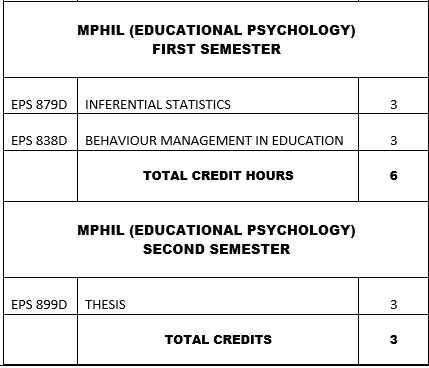 MPHIL (EDUCATIONAL PSYCHOLOGY)
FIRST SEMESTER
EPS 879D INFERENTIAL STATISTICS 3
EPS 838D BEHAVIOUR MANAGEMENT IN EDUCATION 3
TOTAL CREDIT HOURS 6
MPHIL (EDUCATIONAL PSYCHOLOGY)
SECOND SEMESTER
EPS 899D THESIS 3
TOTAL CREDITS 3